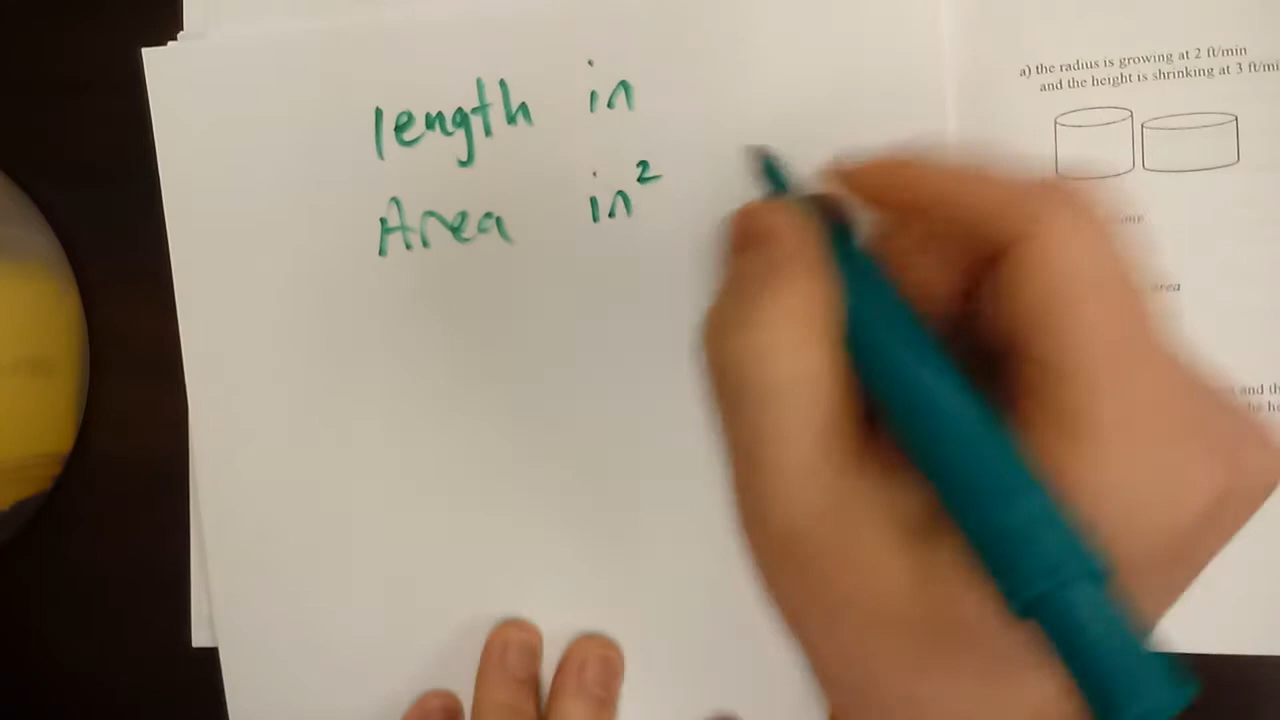 length in
Area in²
a) the radius is growing at 2 ft/min
and the height is shrinking at 3 ft/mi